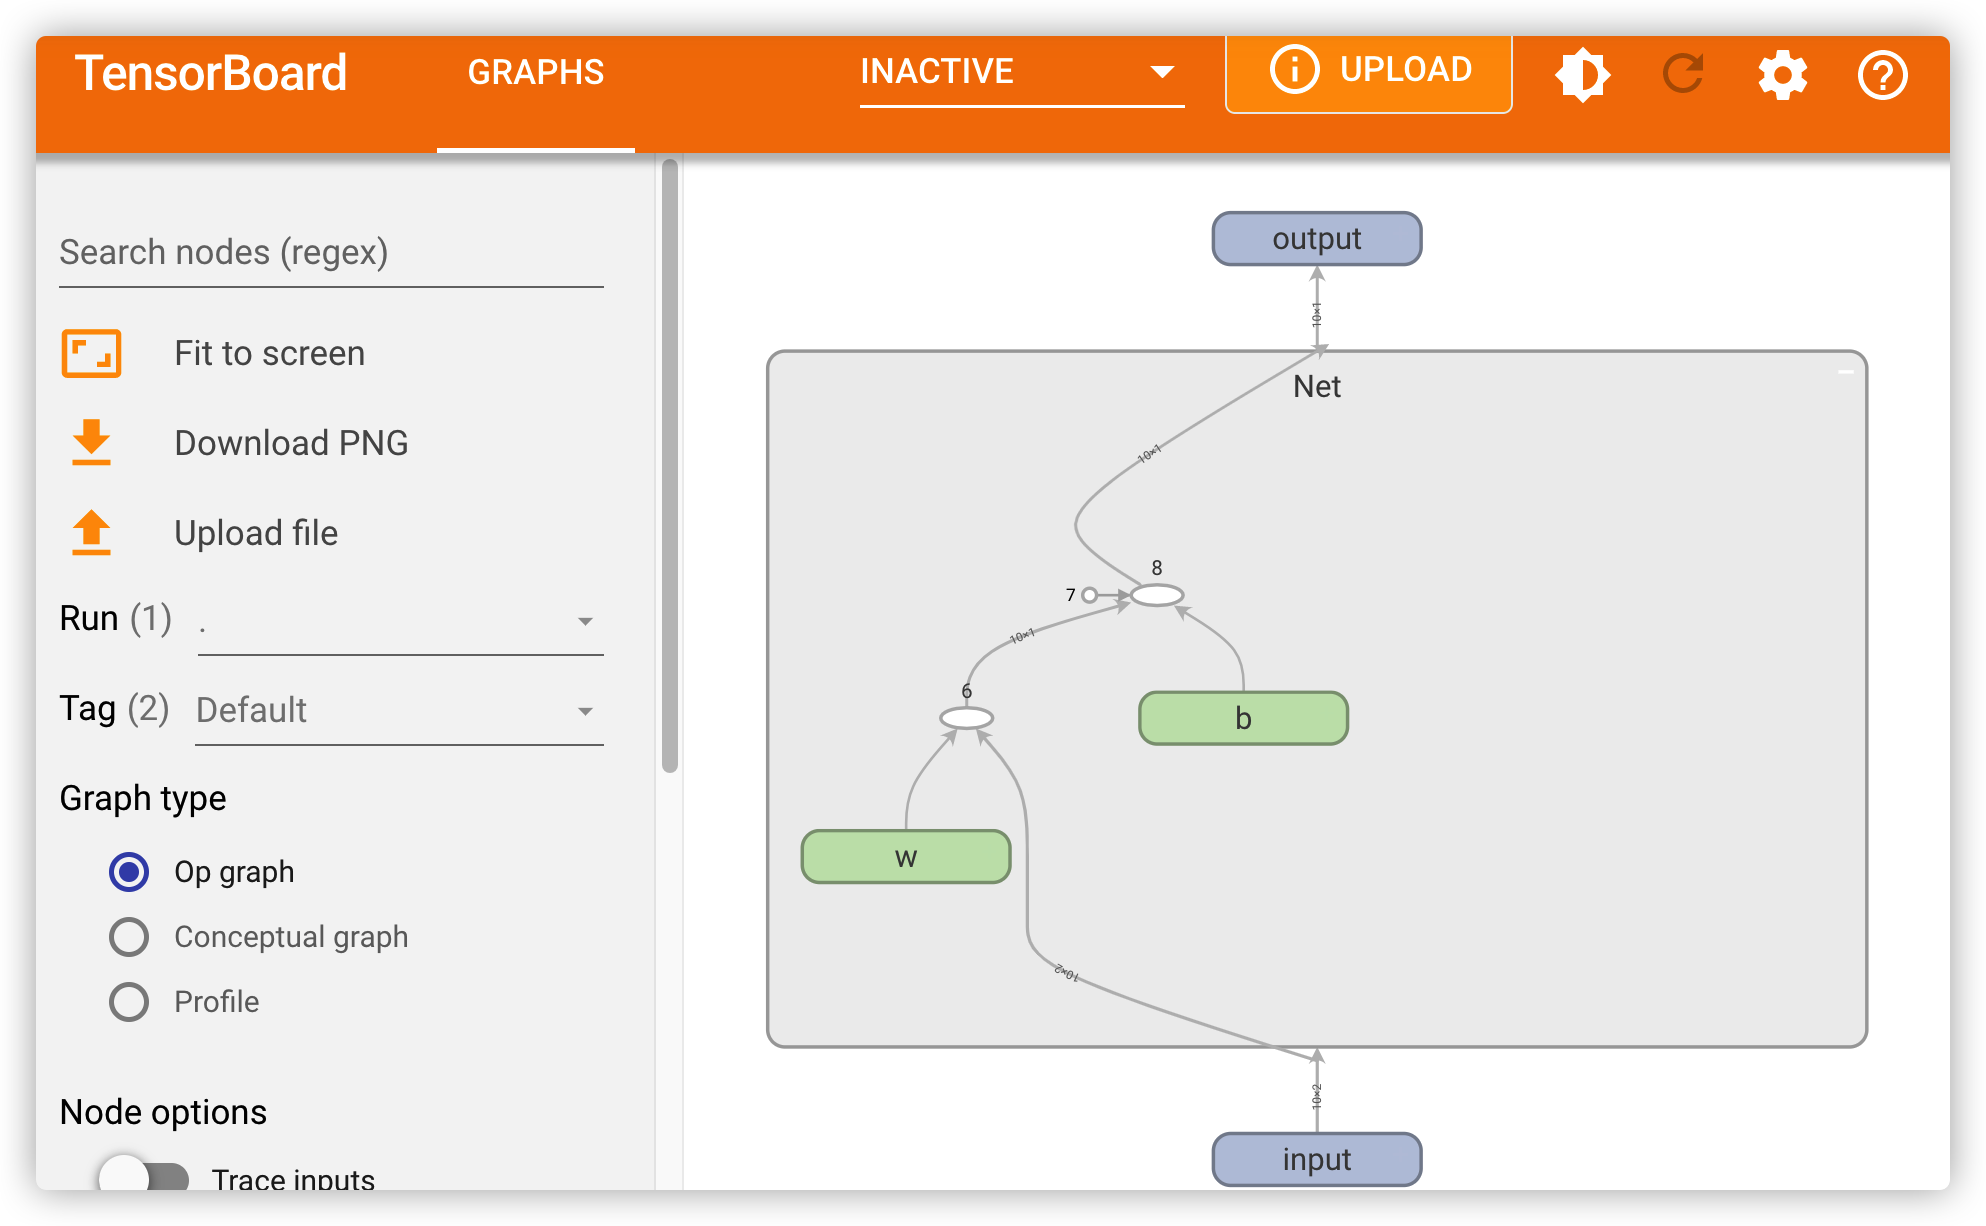 TensorBoard
GRAPHS
INACTIVE
UPLOAD
Search nodes (regex)
Fit to screen
Download PNG
Upload file
Run (1) .
Tag (2) Default
Graph type
Op graph
Conceptual graph
Profile
Node options
Trace inputs
output
10×1
Net
10×1
8
7
10×1
6
b
w
10×2
10×2
input